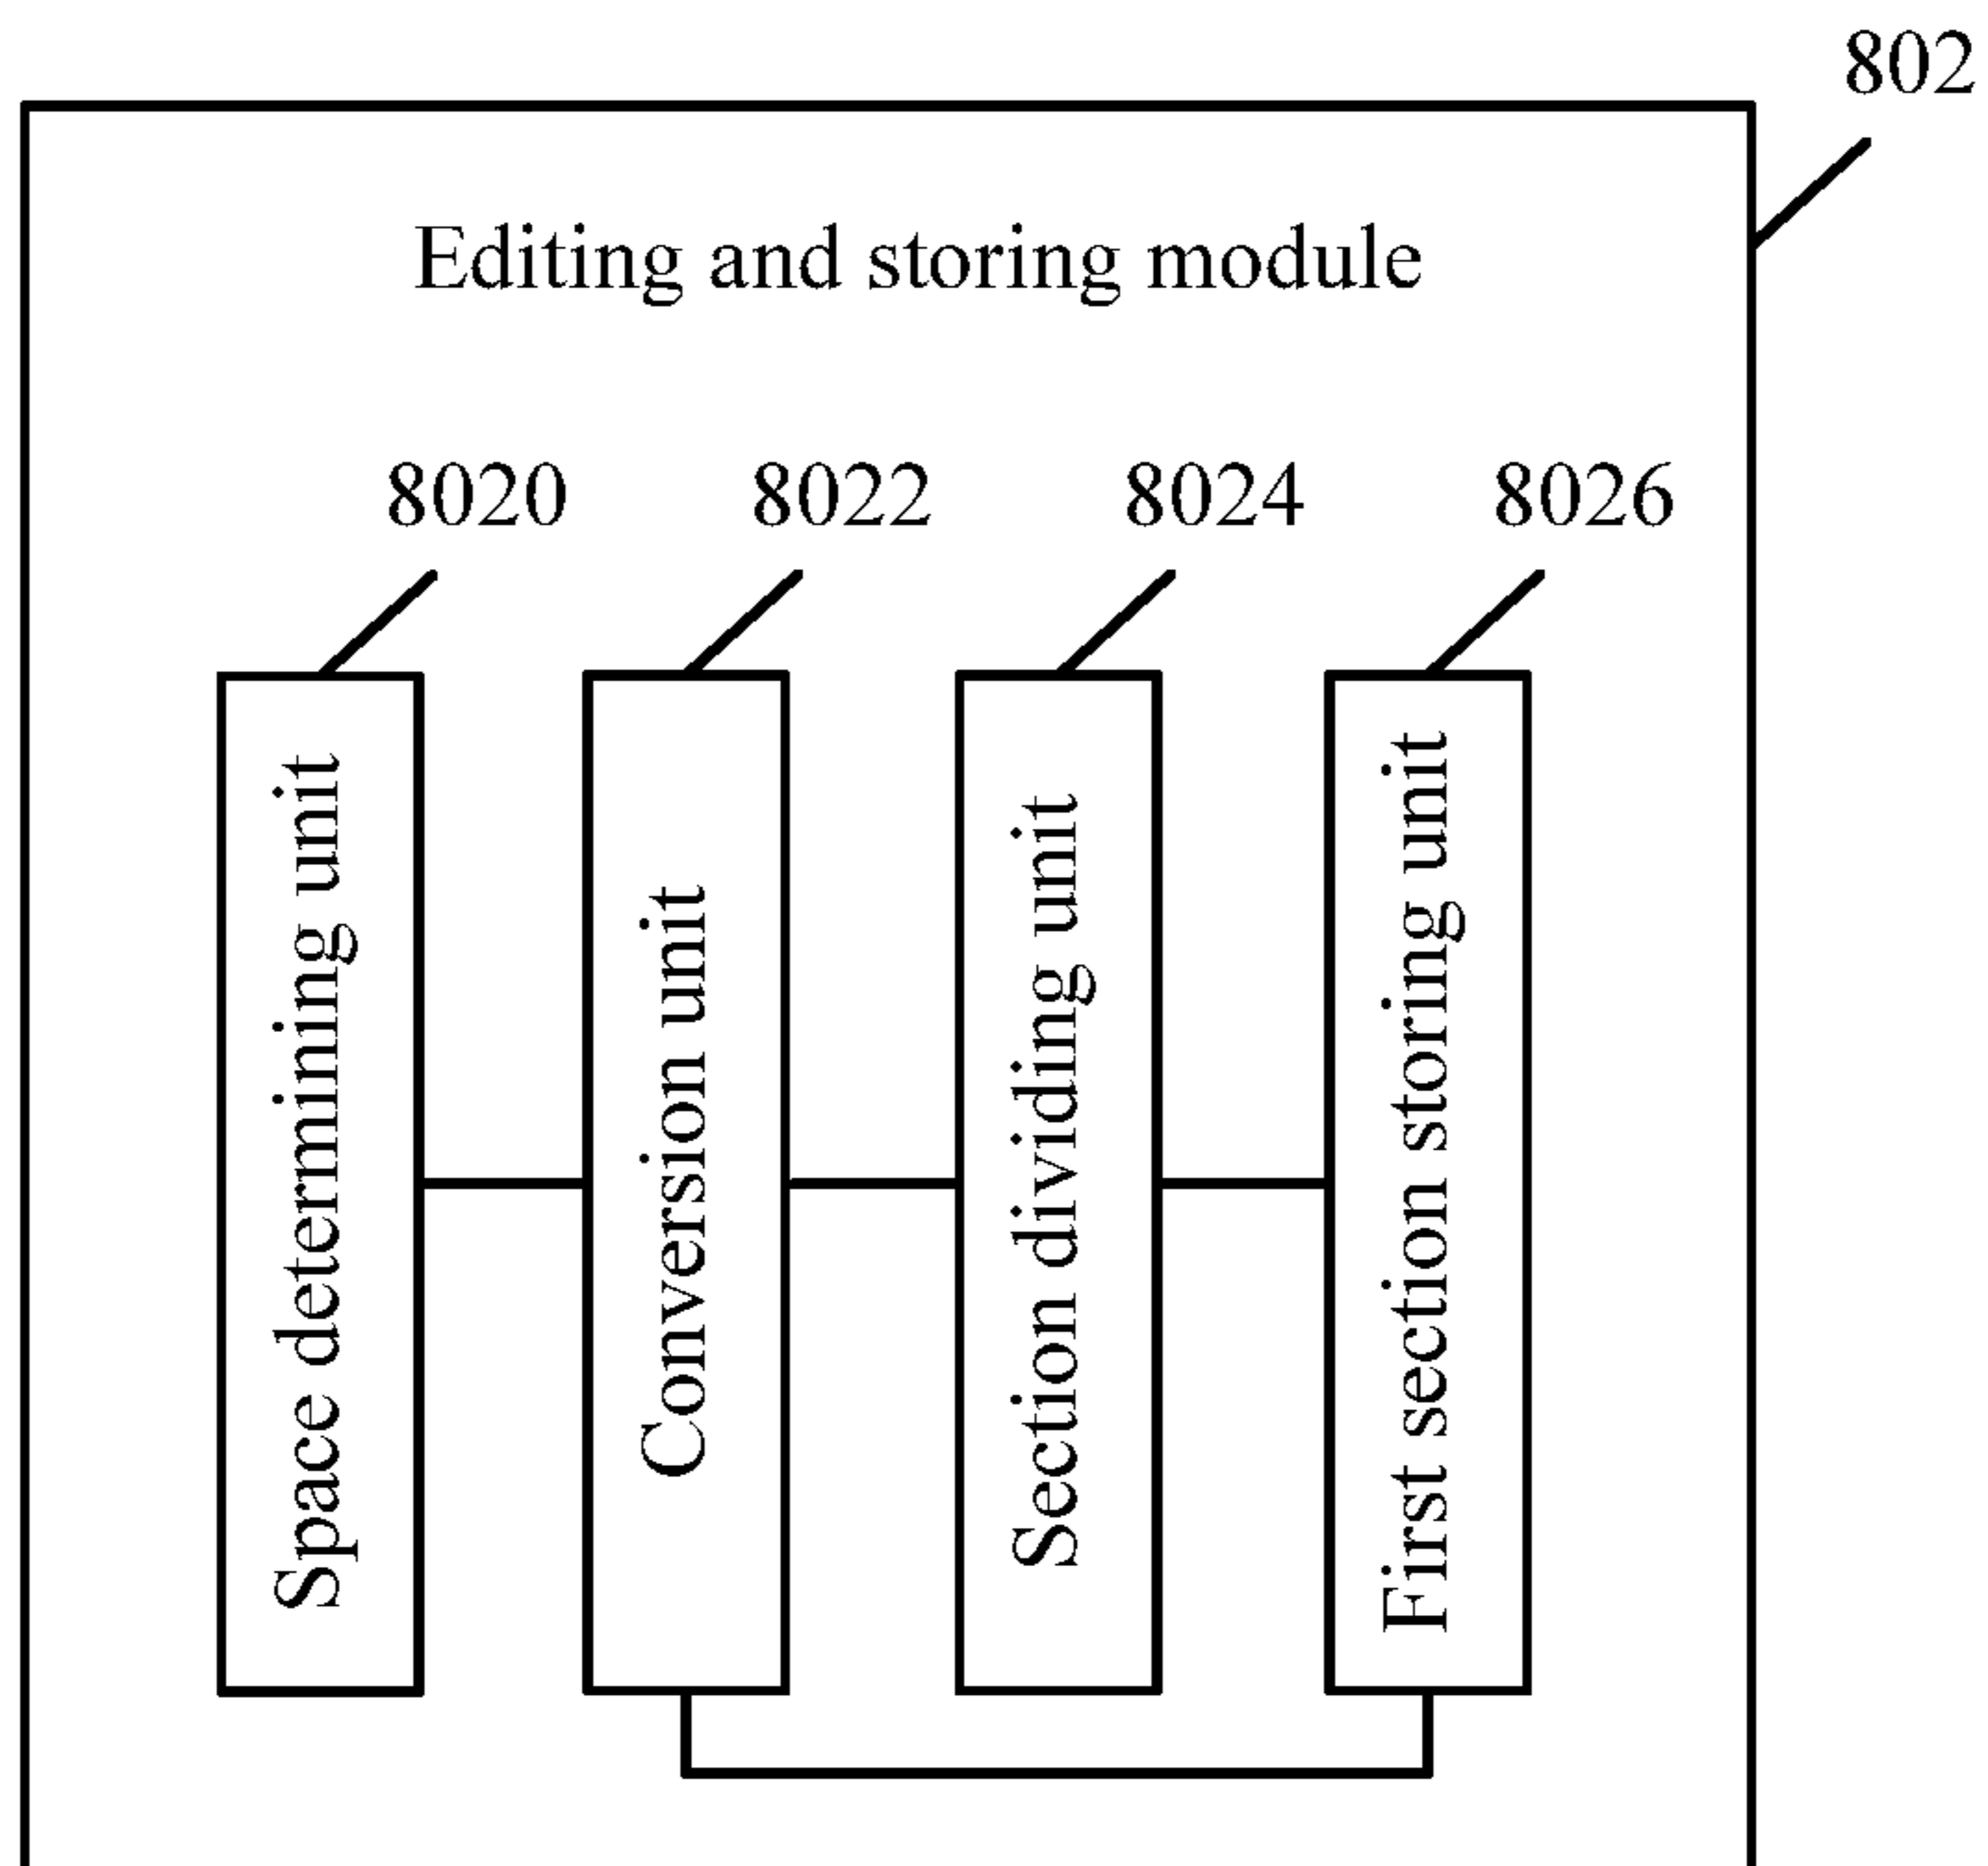 802
Editing and storing module
8020
8022
8024
8026
Space determining unit
Conversion unit
Section dividing unit
First section storing unit